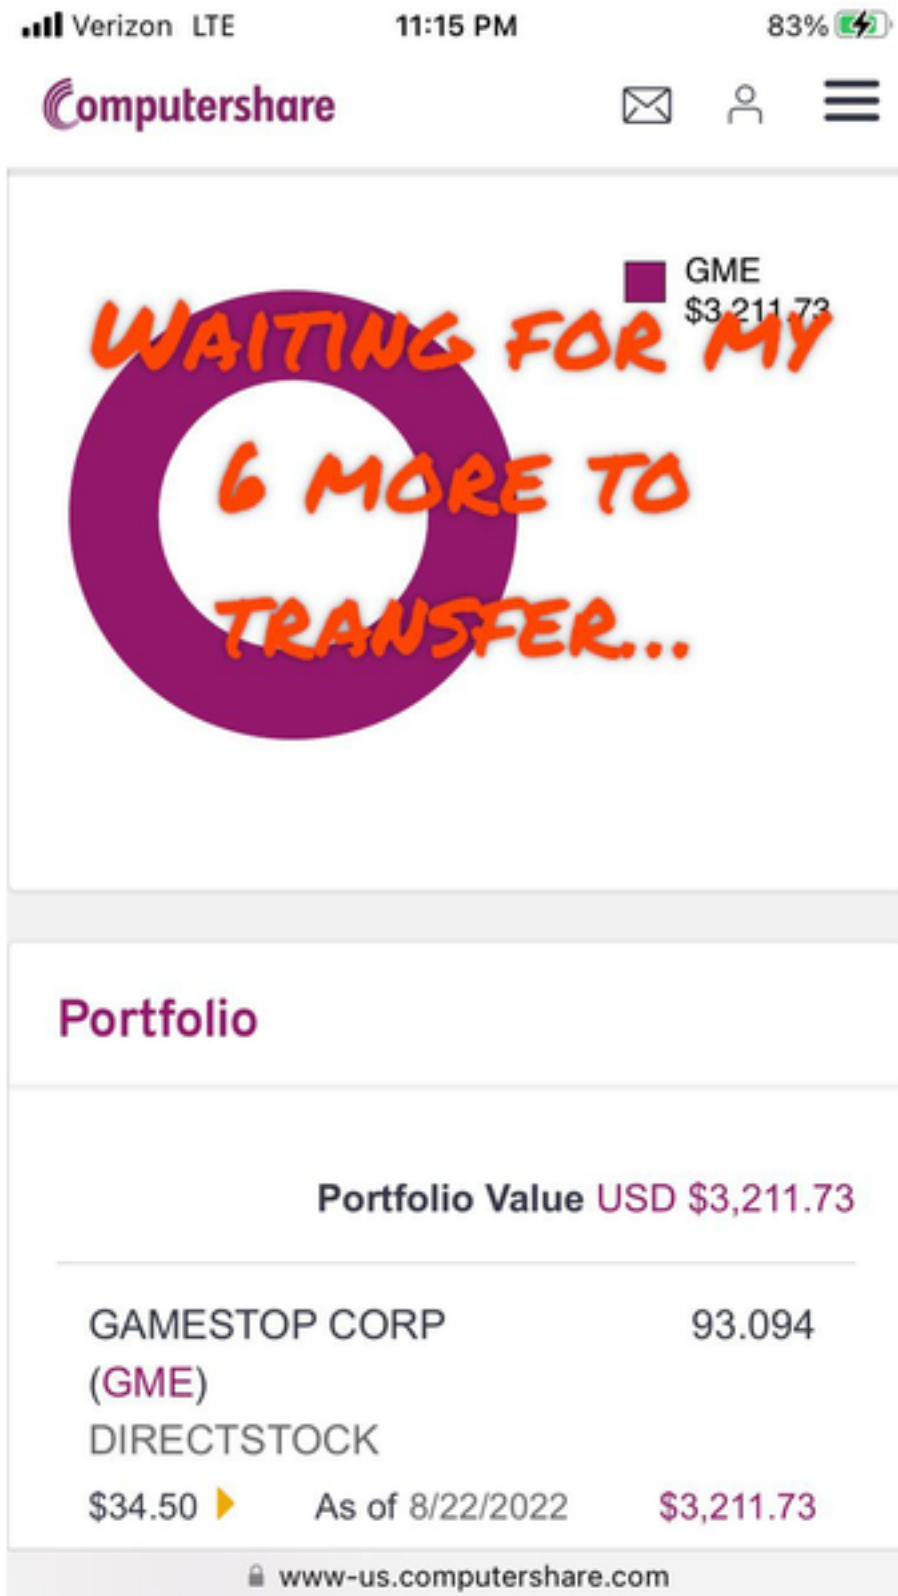 Verizon LTE 11:15 PM 83%
Computershare
GME
$3,211.73
WAITING FOR MY
6 MORE TO
TRANSFER...
Portfolio
Portfolio Value USD $3,211.73
GAMESTOP CORP 93.094
(GME)
DIRECTSTOCK
$34.50 As of 8/22/2022 $3,211.73
www-us.computershare.com